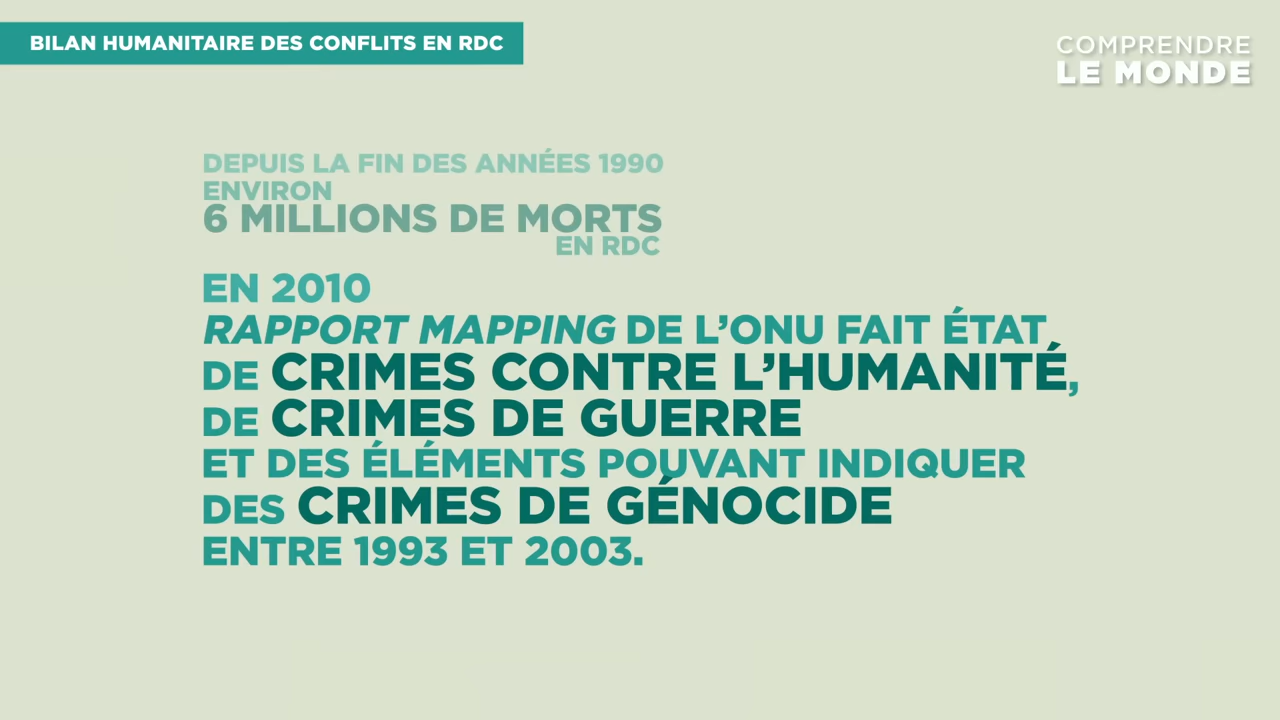 BILAN HUMANITAIRE DES CONFLITS EN RDC
COMPRENDRE
LE MONDE
DEPUIS LA FIN DES ANNÉES 1990
ENVIRON
6 MILLIONS DE MORTS
EN RDC
EN 2010
RAPPORT MAPPING DE L’ONU FAIT ÉTAT
DE CRIMES CONTRE L’HUMANITÉ,
DE CRIMES DE GUERRE
ET DES ÉLÉMENTS POUVANT INDIQUER
DES CRIMES DE GÉNOCIDE
ENTRE 1993 ET 2003.